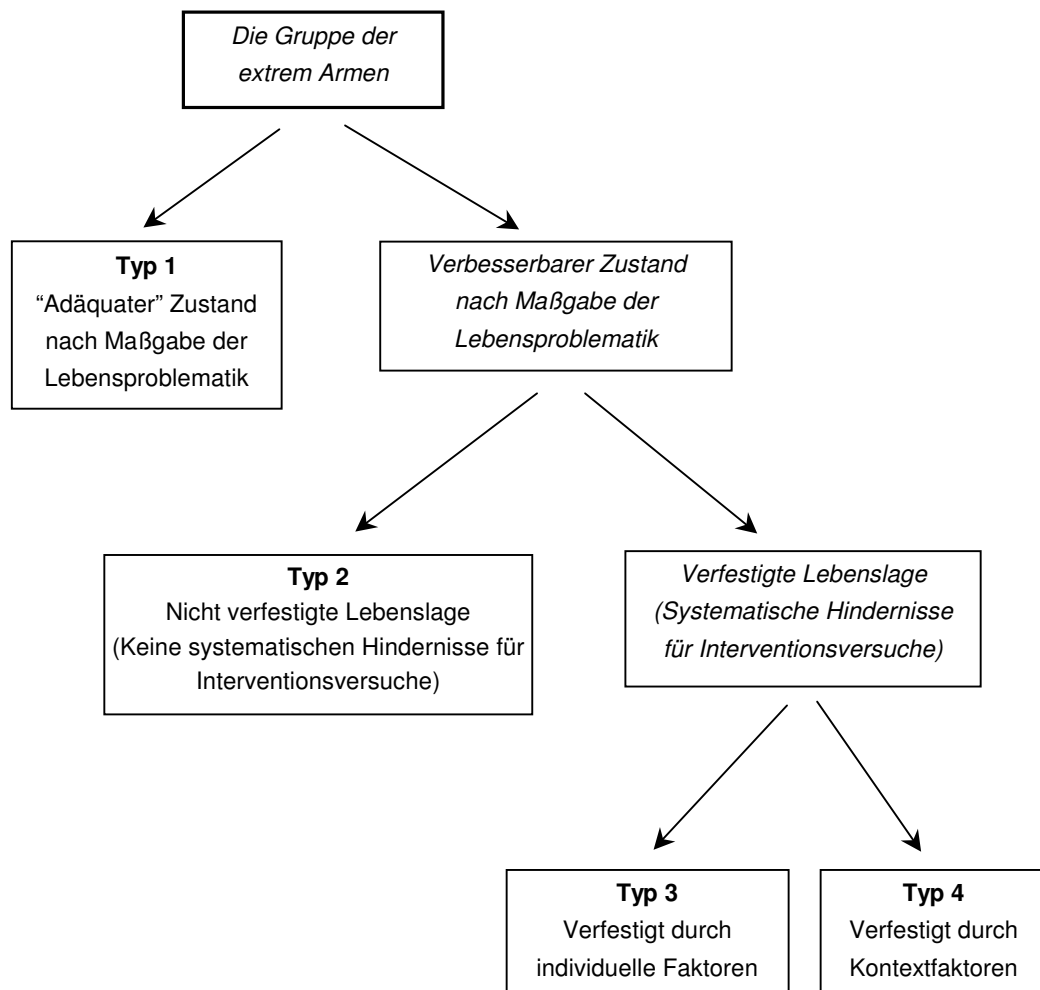 Die Gruppe der
extrem Armen
Typ 1
“Adäquater” Zustand
nach Maßgabe der
Lebensproblematik
Verbesserbarer Zustand
nach Maßgabe der
Lebensproblematik
Typ 2
Nicht verfestigte Lebenslage
(Keine systematischen Hindernisse für
Interventionsversuche)
Verfestigte Lebenslage
(Systematische Hindernisse
für Interventionsversuche)
Typ 3
Verfestigt durch
individuelle Faktoren
Typ 4
Verfestigt durch
Kontextfaktoren